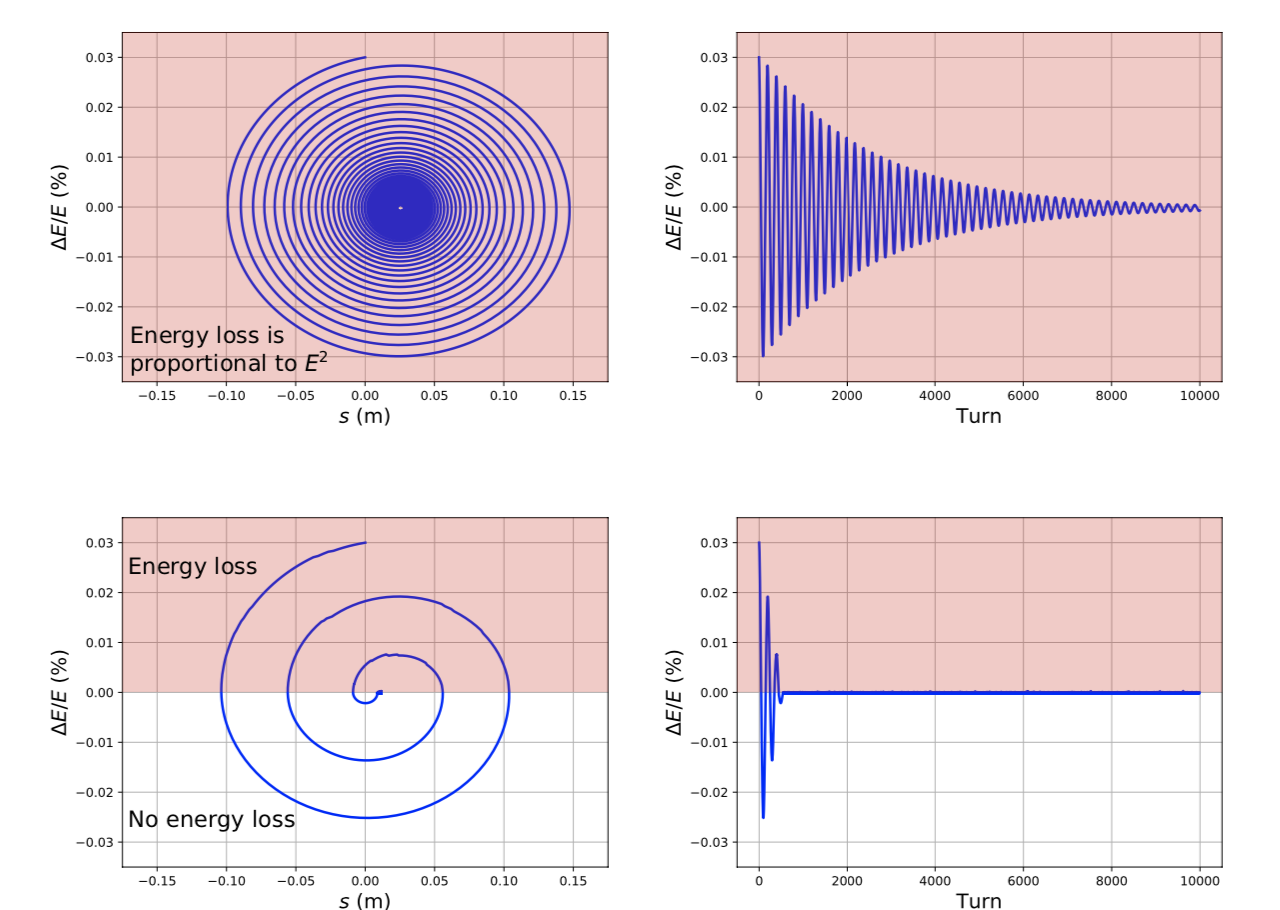 0.03
0.02
0.01
0.00
−0.01
−0.02
−0.03
ΔE/E (%)
Energy loss is
proportional to E²
−0.15 −0.10 −0.05 0.00 0.05 0.10 0.15
s (m)
0.03
0.02
0.01
0.00
−0.01
−0.02
−0.03
ΔE/E (%)
0 2000 4000 6000 8000 10000
Turn
0.03
0.02
0.01
0.00
−0.01
−0.02
−0.03
ΔE/E (%)
Energy loss
No energy loss
−0.15 −0.10 −0.05 0.00 0.05 0.10 0.15
s (m)
0.03
0.02
0.01
0.00
−0.01
−0.02
−0.03
ΔE/E (%)
0 2000 4000 6000 8000 10000
Turn